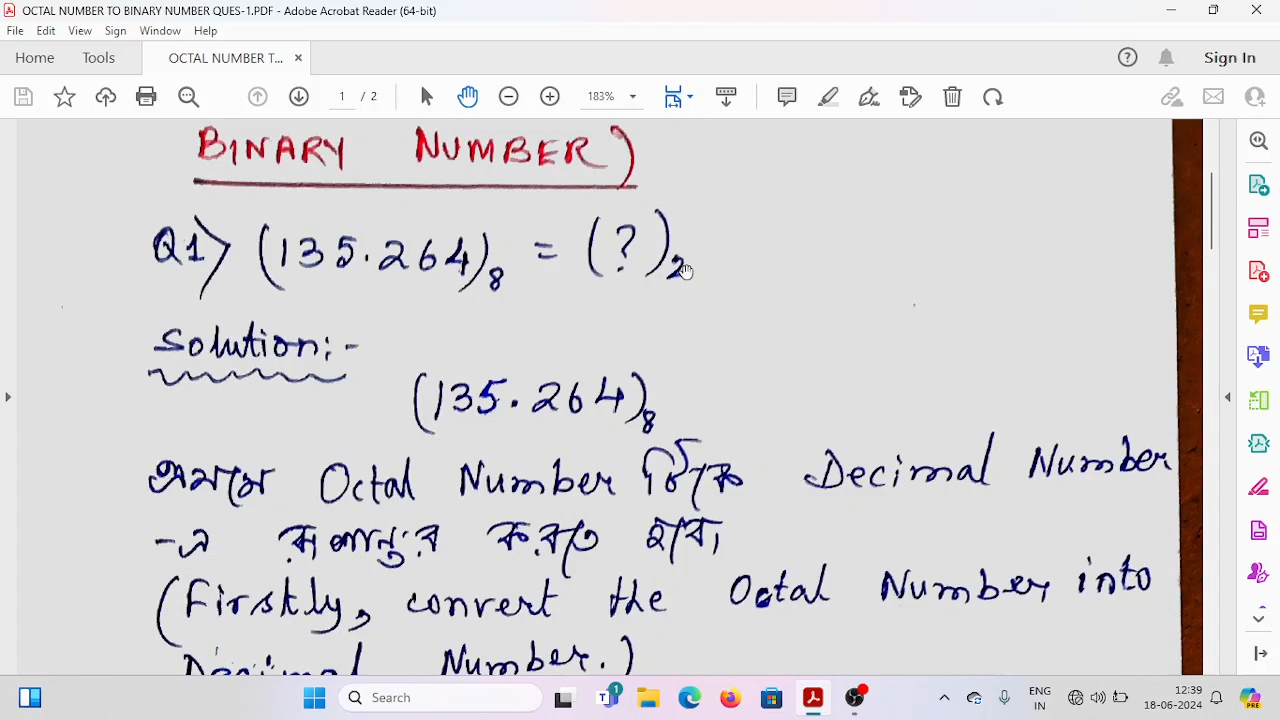 OCTAL NUMBER TO BINARY NUMBER QUES-1.PDF - Adobe Acrobat Reader (64-bit)
File Edit View Sign Window Help
Home Tools OCTAL NUMBER T... × Sign In
1 / 2 183%
BINARY NUMBER)
Q1> (135.264)8 = (?)2
Solution:-
(135.264)8
প্রথমে Octal Number টিকে Decimal Number
-এ রূপান্তর করতে হবে।
(Firstly, convert the Octal Number into
Decimal Number.)
Search 1 ENG IN 12:39 18-06-2024 PRE